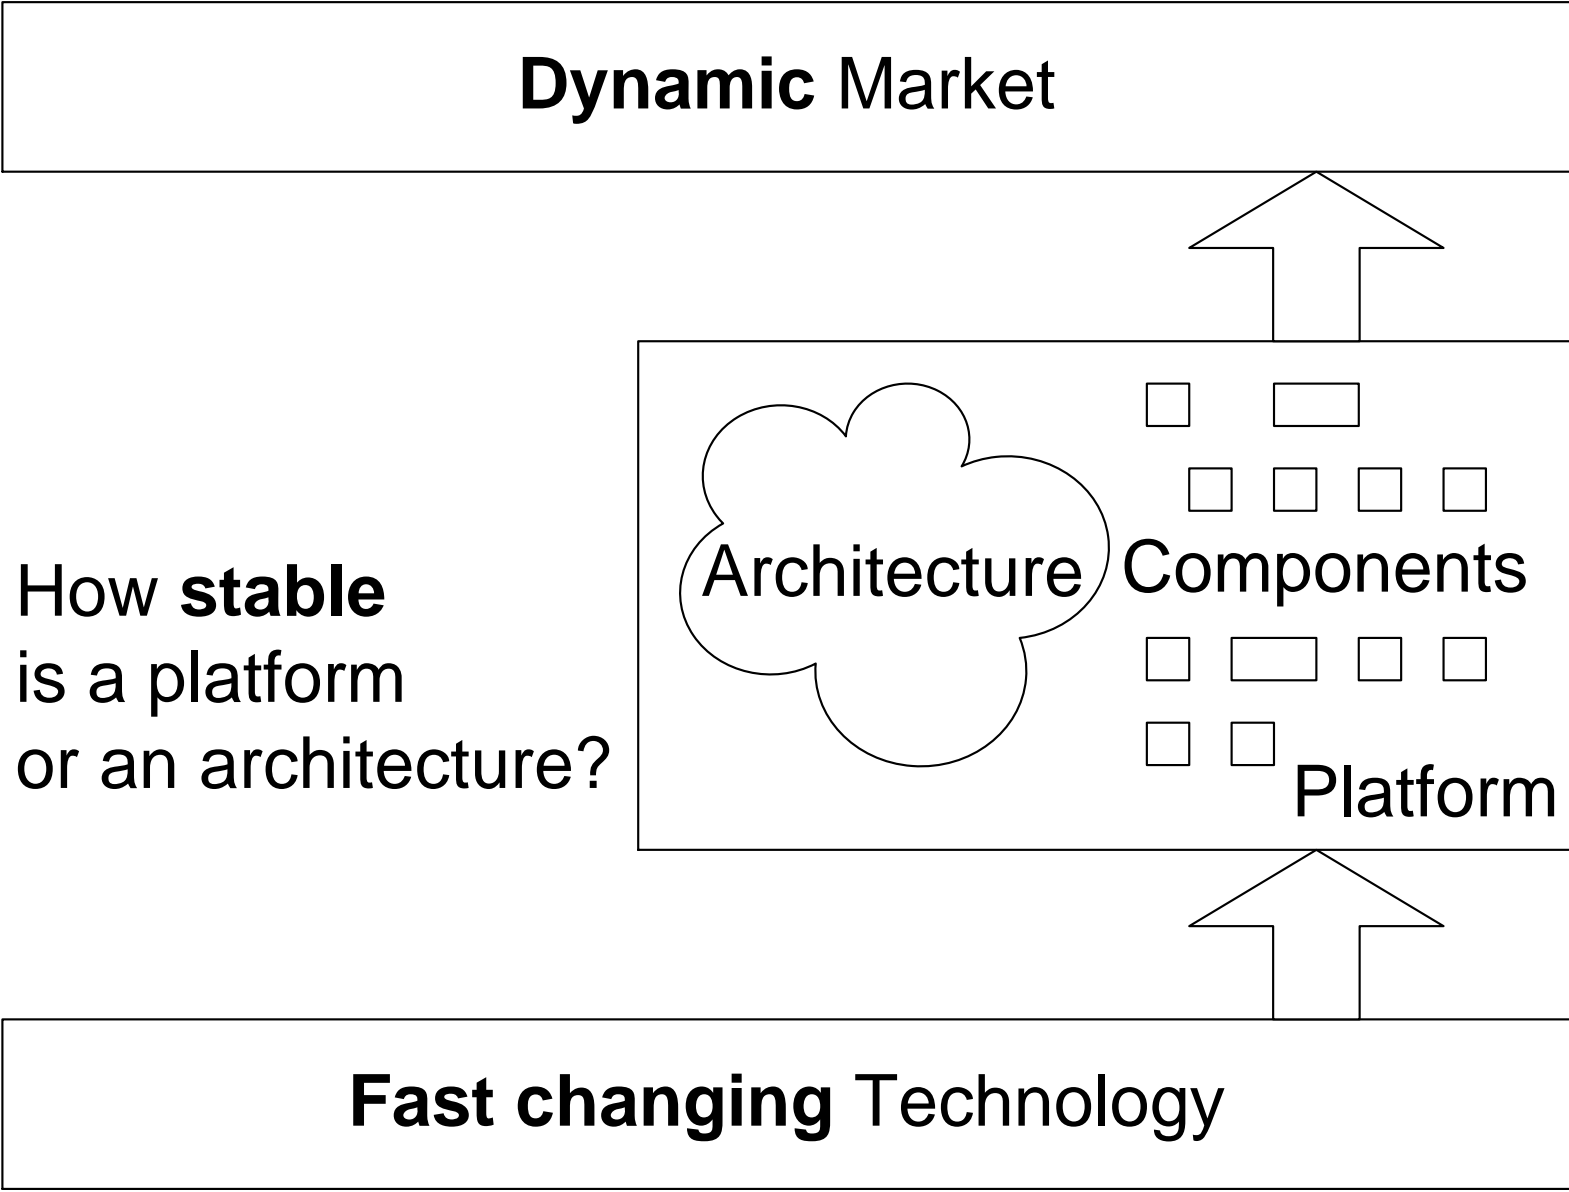 Dynamic Market
How stable
is a platform
or an architecture?
Architecture
Components
Platform
Fast changing Technology